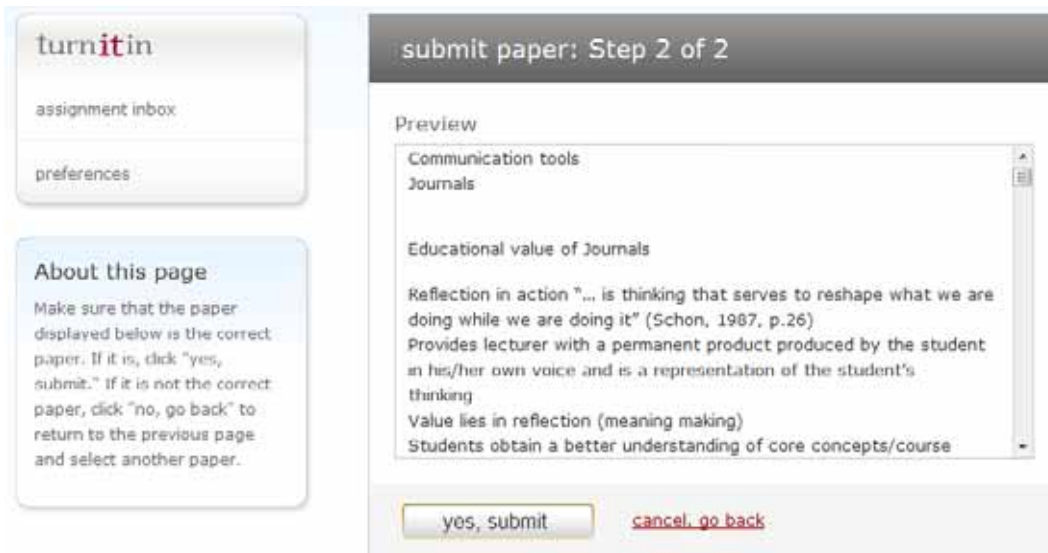 turnitin
assignment inbox
preferences
About this page
Make sure that the paper
displayed below is the correct
paper. If it is, click "yes,
submit." If it is not the correct
paper, click "no, go back" to
return to the previous page
and select another paper.
submit paper: Step 2 of 2
Preview
Communication tools
Journals
Educational value of Journals
Reflection in action "... is thinking that serves to reshape what we are
doing while we are doing it" (Schon, 1987, p.26)
Provides lecturer with a permanent product produced by the student
in his/her own voice and is a representation of the student's
thinking
Value lies in reflection (meaning making)
Students obtain a better understanding of core concepts/course
yes, submit
cancel, go back